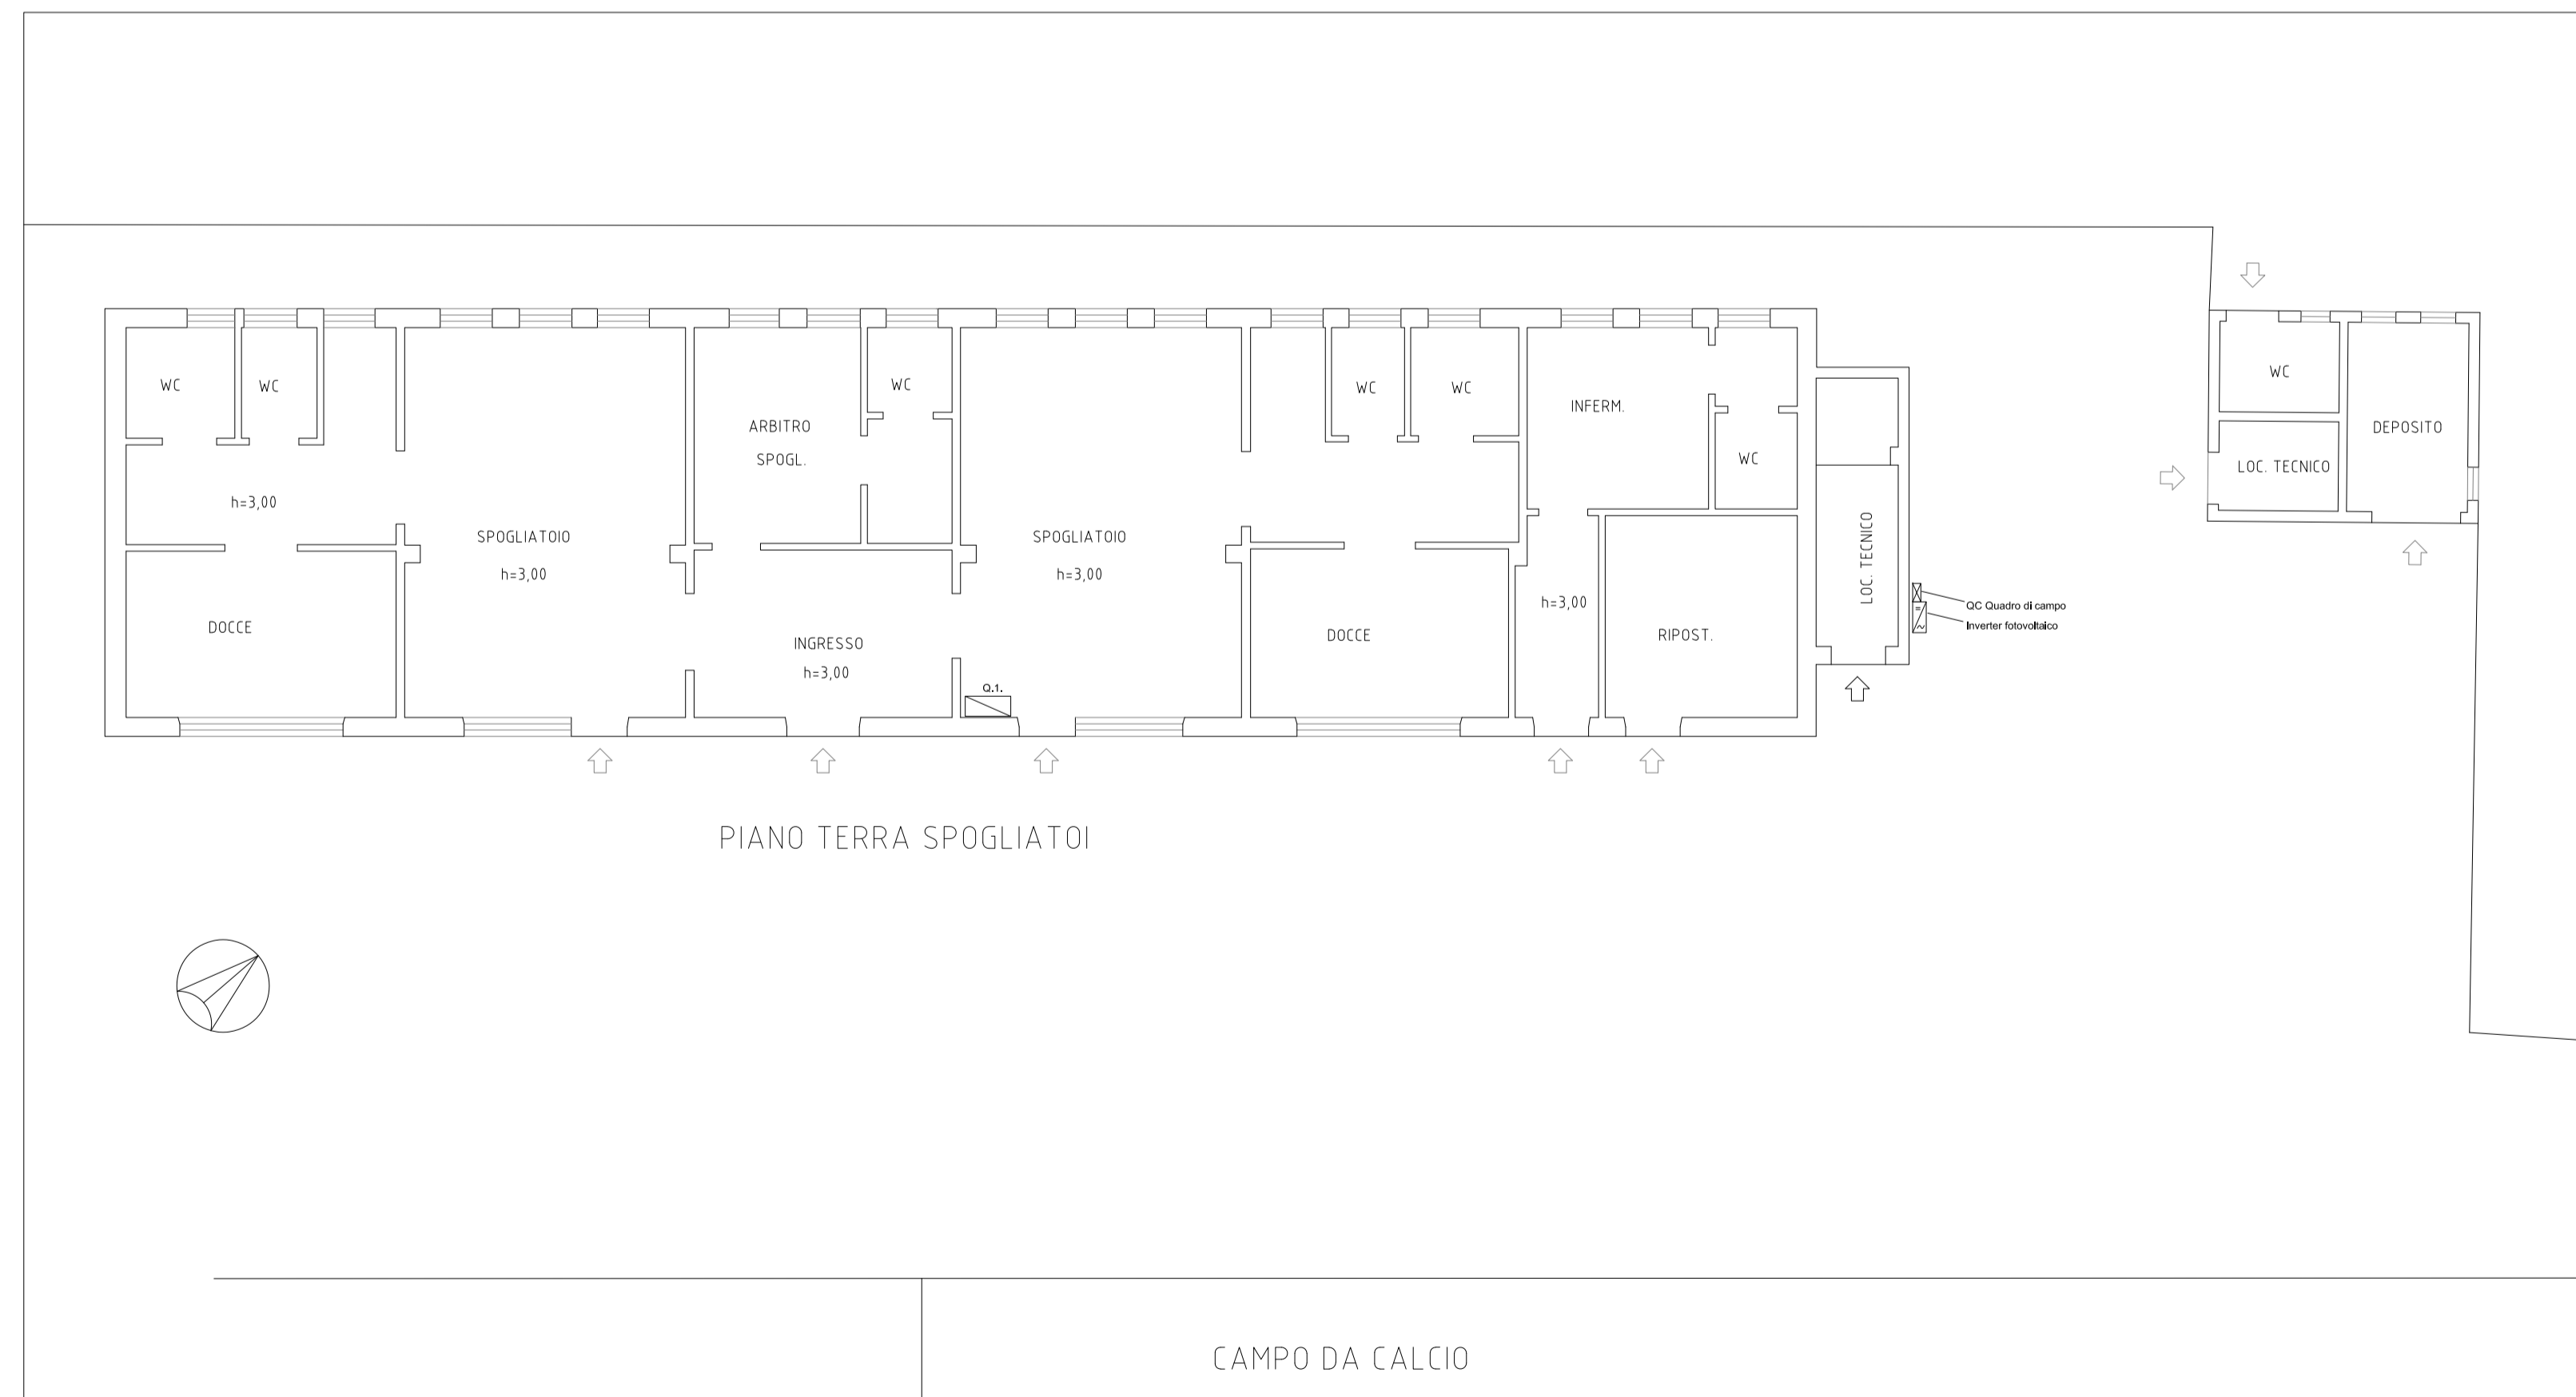 WC
WC
h=3,00
DOCCE
SPOGLIATOIO
h=3,00
ARBITRO
SPOGL.
WC
INGRESSO
h=3,00
SPOGLIATOIO
h=3,00
Q.1.
WC
WC
DOCCE
INFERM.
WC
h=3,00
RIPOST.
LOC. TECNICO
QC Quadro di campo
Inverter fotovoltaico
WC
LOC. TECNICO
DEPOSITO
PIANO TERRA SPOGLIATOI
CAMPO DA CALCIO